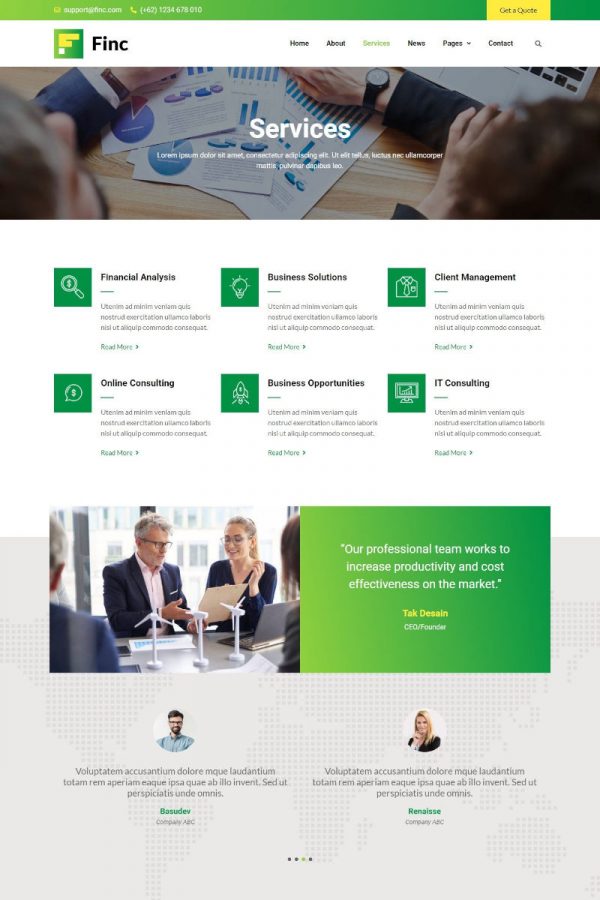 support@finc.com (+62) 1234 678 010 Get a Quote
Finc Home About Services News Pages Contact
Services
Lorem ipsum dolor sit amet, consectetur adipiscing elit. Ut elit tellus, luctus nec ullamcorper
mattis, pulvinar dapibus leo.
Financial Analysis
Utenim ad minim veniam quis
nostrud exercitation ullamco laboris
nisi ut aliquip commodo consequat.
Read More
Business Solutions
Utenim ad minim veniam quis
nostrud exercitation ullamco laboris
nisi ut aliquip commodo consequat.
Read More
Client Management
Utenim ad minim veniam quis
nostrud exercitation ullamco laboris
nisi ut aliquip commodo consequat.
Read More
Online Consulting
Utenim ad minim veniam quis
nostrud exercitation ullamco laboris
nisi ut aliquip commodo consequat.
Read More
Business Opportunities
Utenim ad minim veniam quis
nostrud exercitation ullamco laboris
nisi ut aliquip commodo consequat.
Read More
IT Consulting
Utenim ad minim veniam quis
nostrud exercitation ullamco laboris
nisi ut aliquip commodo consequat.
Read More
"Our professional team works to
increase productivity and cost
effectiveness on the market."
Tak Desain
CEO/Founder
Voluptatem accusantium dolore mque laudantium
totam rem aperiam eaque ipsa quae ab illo invent. Sed ut
perspiciatis unde omnis.
Basudev
Company ABC
Voluptatem accusantium dolore mque laudantium
totam rem aperiam eaque ipsa quae ab illo invent. Sed ut
perspiciatis unde omnis.
Renaisse
Company ABC